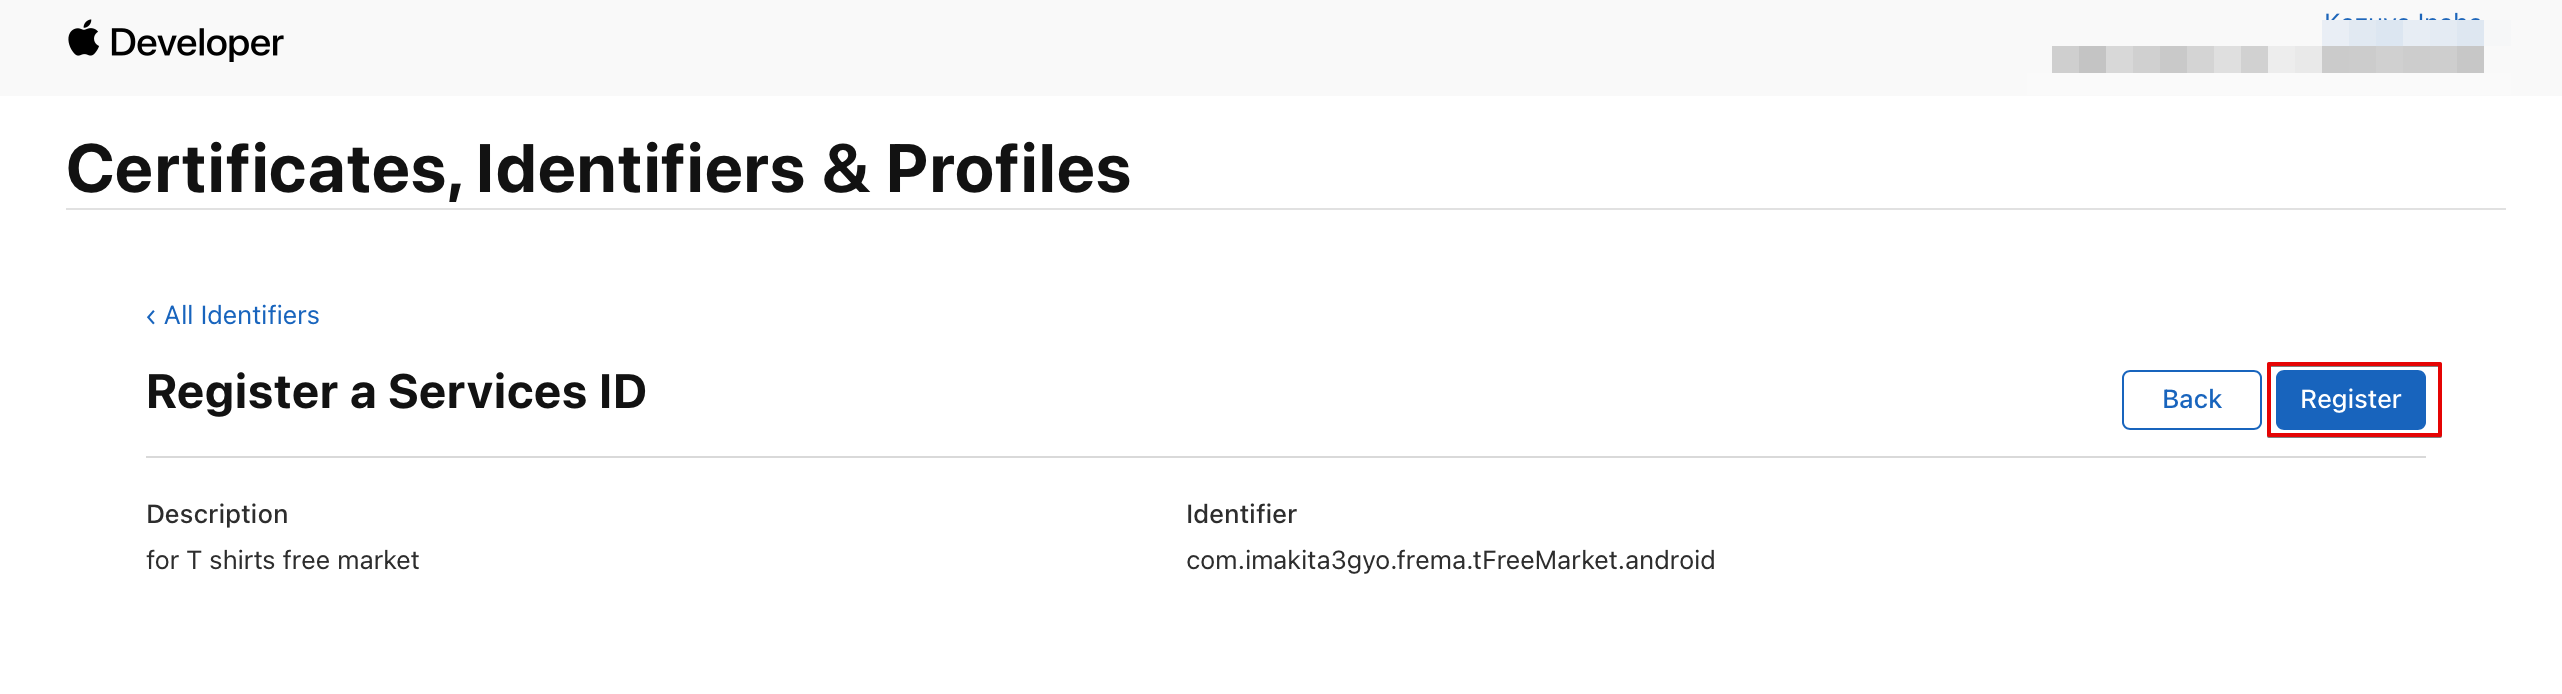 Developer
Certificates, Identifiers & Profiles
‹ All Identifiers
Register a Services ID
Back
Register
Description
Identifier
for T shirts free market
com.imakita3gyo.frema.tFreeMarket.android